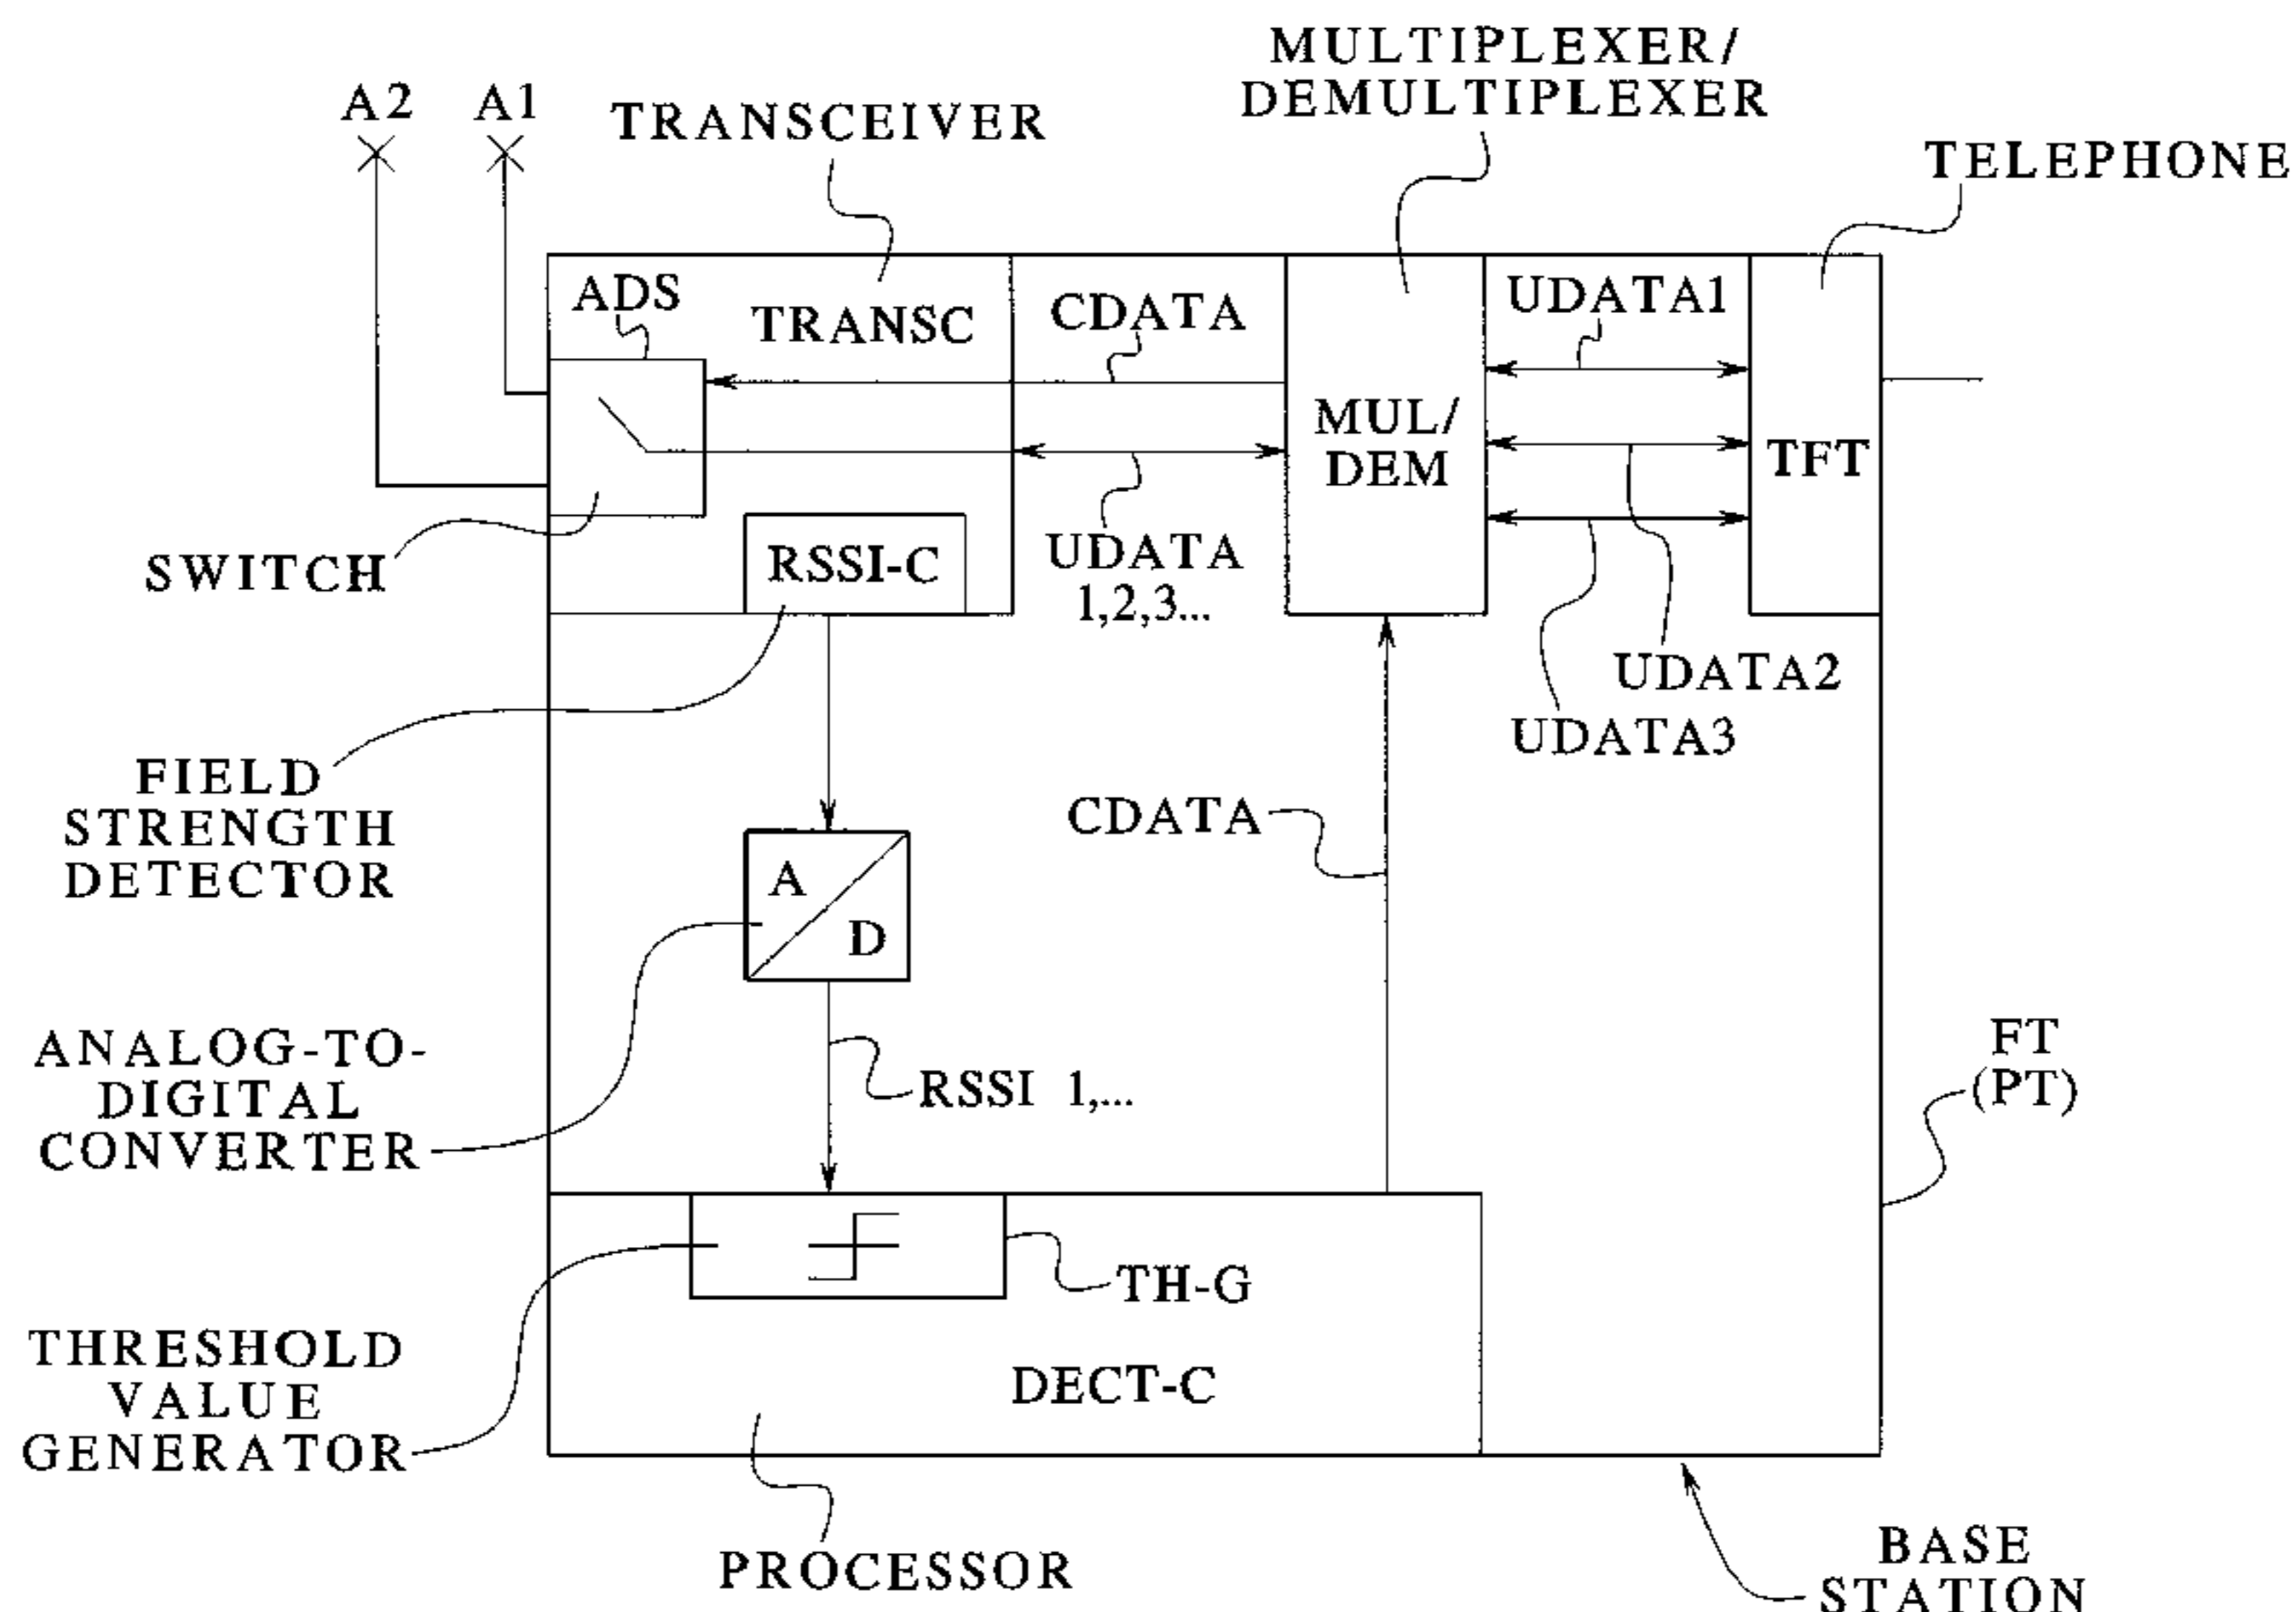 MULTIPLEXER/
DEMULTIPLEXER
A2
A1
TRANSCEIVER
TELEPHONE
ADS
TRANSC
CDATA
UDATA1
MUL/
DEM
TFT
SWITCH
RSSI-C
UDATA
1,2,3...
UDATA2
UDATA3
FIELD
STRENGTH
DETECTOR
CDATA
A
D
ANALOG-TO-
DIGITAL
CONVERTER
RSSI 1,...
FT
(PT)
TH-G
THRESHOLD
VALUE
GENERATOR
DECT-C
PROCESSOR
BASE
STATION